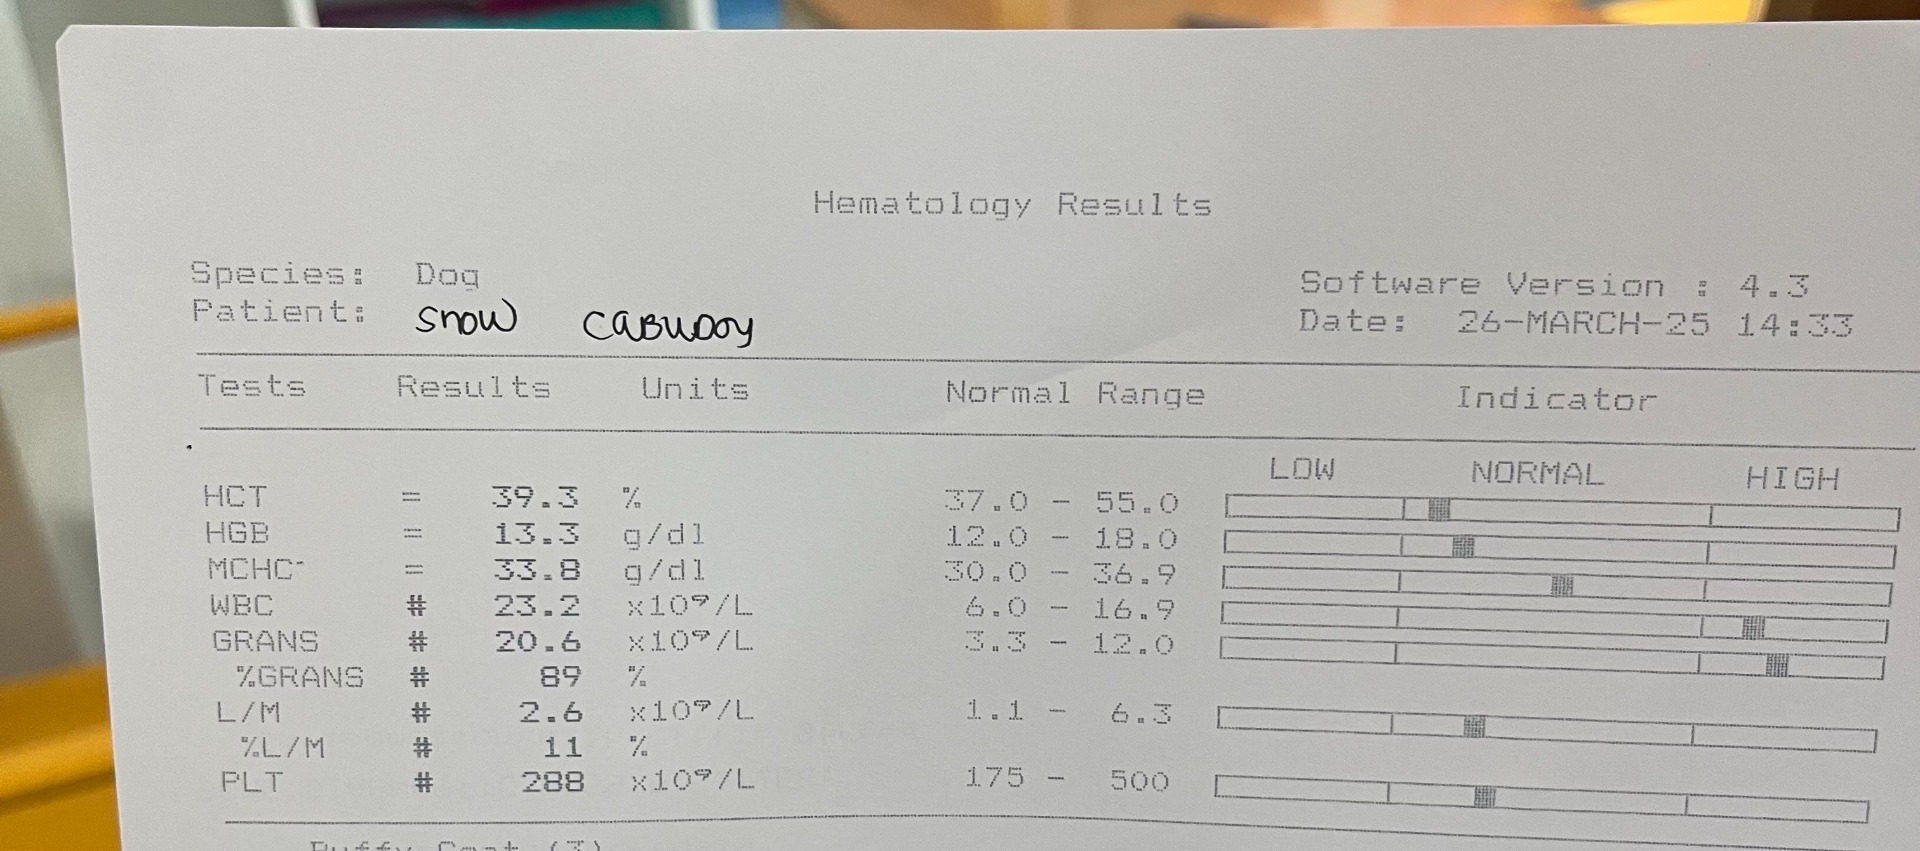 Hematology Results
Species: Dog
Patient: snow
Software Version : 4.3
Date: 26-MARCH-25 14:33
Tests Results Units Normal Range Indicator
LOW NORMAL HIGH
HCT = 39.3 % 37.0 - 55.0
HGB = 13.3 g/dl 12.0 - 18.0
MCHC = 33.8 g/dl 30.0 - 36.9
WBC # 23.2 x10⁹/L 6.0 - 16.9
GRANS # 20.6 x10⁹/L 3.3 - 12.0
%GRANS # 89 %
L/M # 2.6 x10⁹/L 1.1 - 6.3
%L/M # 11 %
PLT # 288 x10⁹/L 175 - 500
Buffy Coat